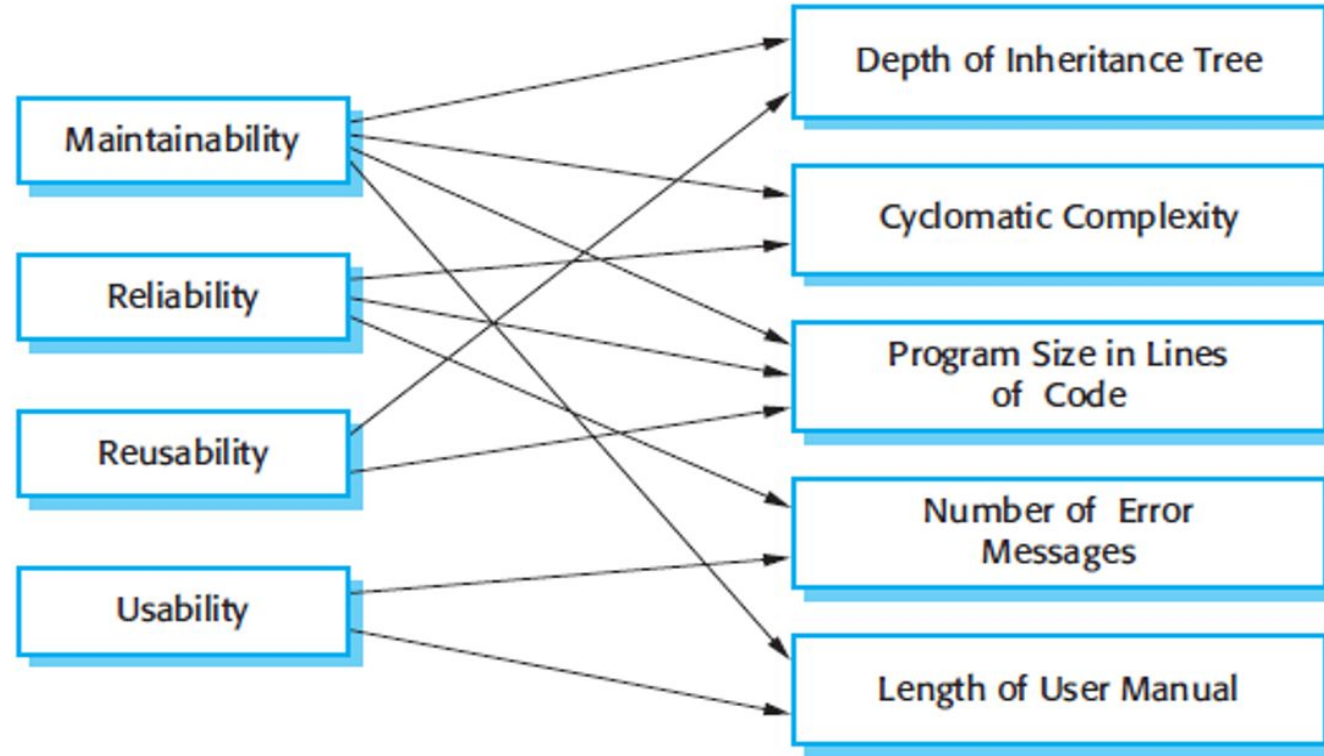 Maintainability
Reliability
Reusability
Usability
Depth of Inheritance Tree
Cyclomatic Complexity
Program Size in Lines
of Code
Number of Error
Messages
Length of User Manual